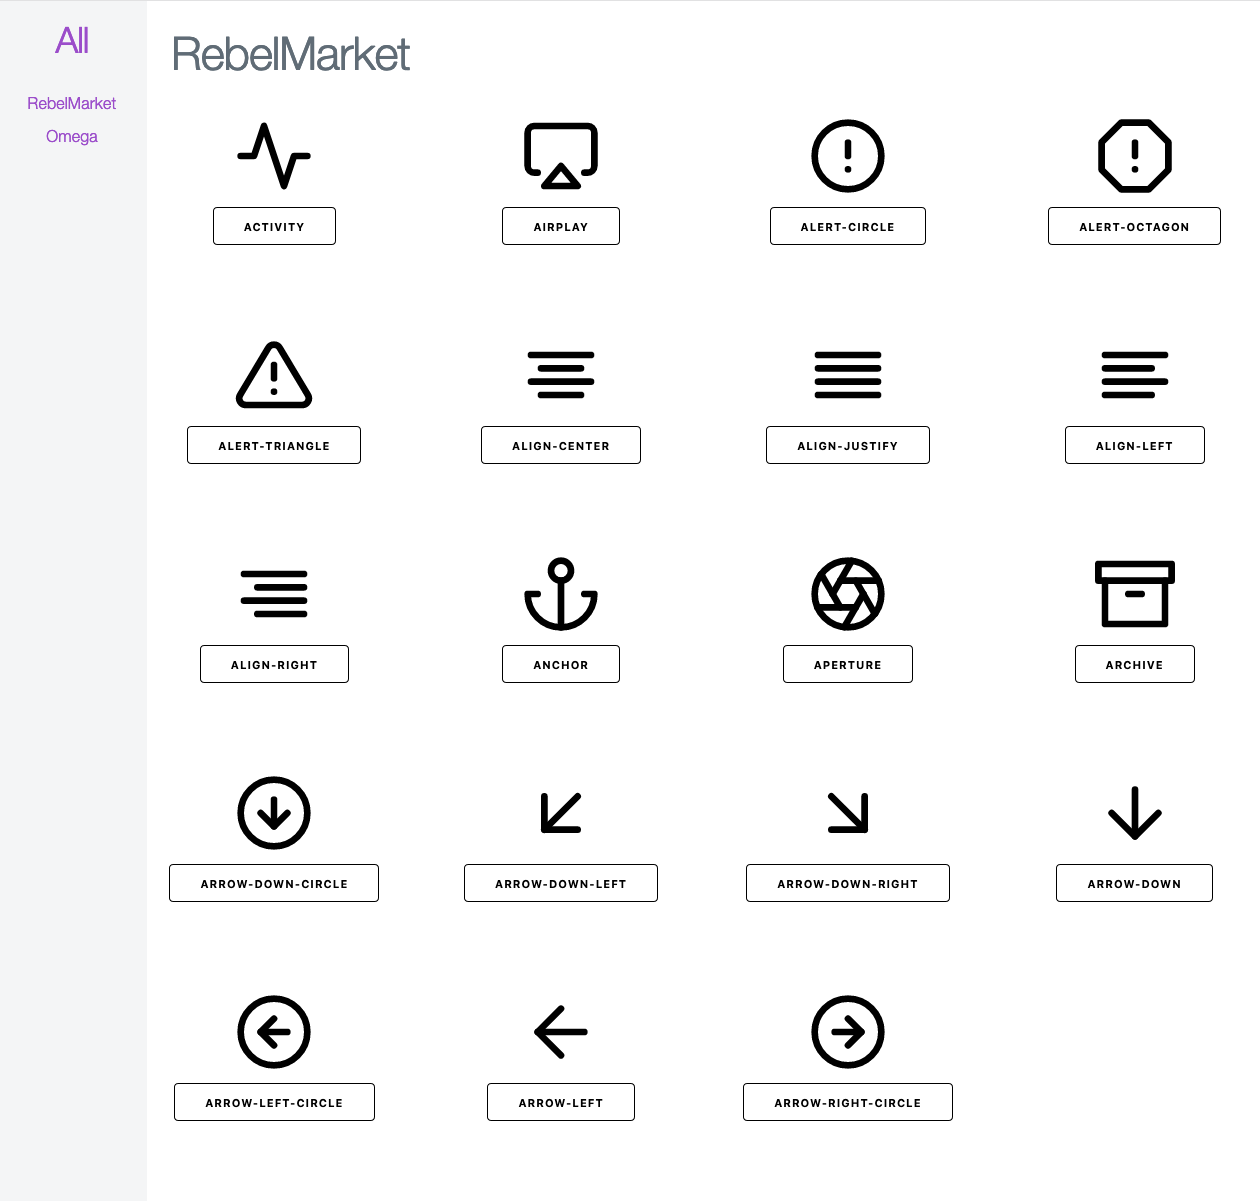 All
RebelMarket
Omega
RebelMarket
ACTIVITY
AIRPLAY
ALERT-CIRCLE
ALERT-OCTAGON
ALERT-TRIANGLE
ALIGN-CENTER
ALIGN-JUSTIFY
ALIGN-LEFT
ALIGN-RIGHT
ANCHOR
APERTURE
ARCHIVE
ARROW-DOWN-CIRCLE
ARROW-DOWN-LEFT
ARROW-DOWN-RIGHT
ARROW-DOWN
ARROW-LEFT-CIRCLE
ARROW-LEFT
ARROW-RIGHT-CIRCLE